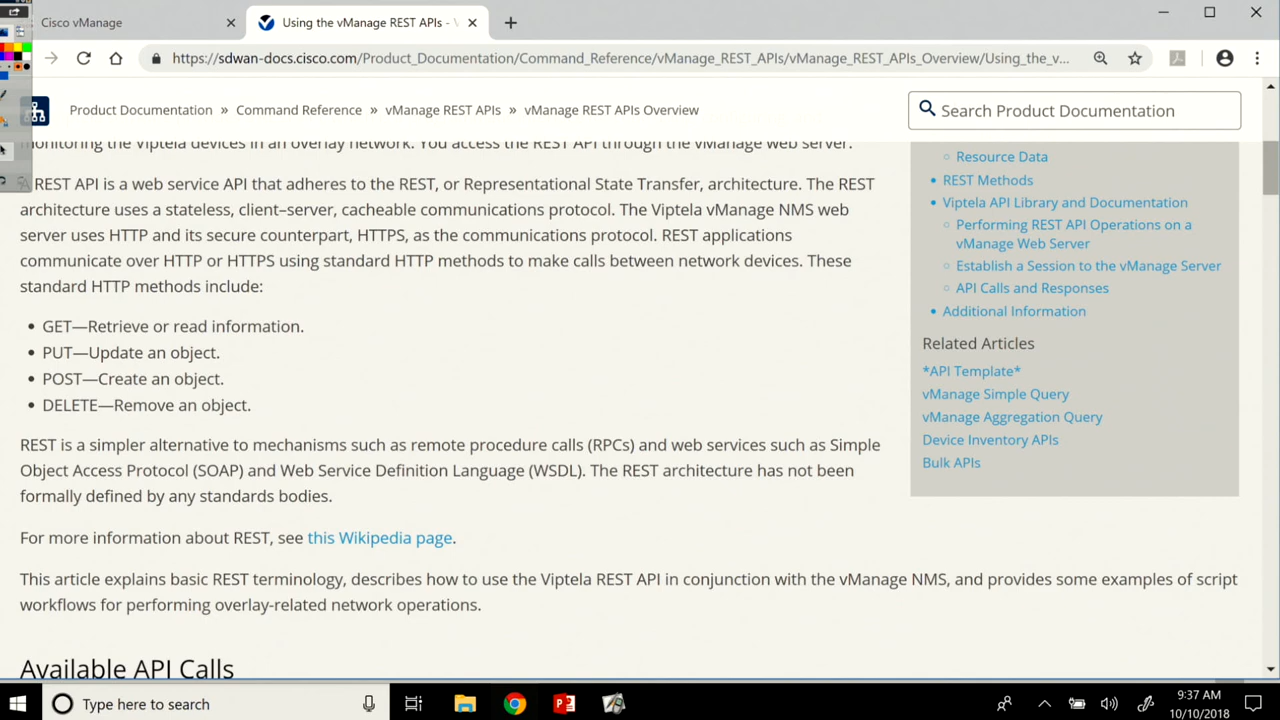 Cisco vManage
Using the vManage REST APIs - V
https://sdwan-docs.cisco.com/Product_Documentation/Command_Reference/vManage_REST_APIs/vManage_REST_APIs_Overview/Using_the_v...
Product Documentation » Command Reference » vManage REST APIs » vManage REST APIs Overview
Search Product Documentation
monitoring the Viptela devices in an overlay network. You access the REST API through the vManage web server.
REST API is a web service API that adheres to the REST, or Representational State Transfer, architecture. The REST
architecture uses a stateless, client–server, cacheable communications protocol. The Viptela vManage NMS web
server uses HTTP and its secure counterpart, HTTPS, as the communications protocol. REST applications
communicate over HTTP or HTTPS using standard HTTP methods to make calls between network devices. These
standard HTTP methods include:
• GET—Retrieve or read information.
• PUT—Update an object.
• POST—Create an object.
• DELETE—Remove an object.
REST is a simpler alternative to mechanisms such as remote procedure calls (RPCs) and web services such as Simple
Object Access Protocol (SOAP) and Web Service Definition Language (WSDL). The REST architecture has not been
formally defined by any standards bodies.
For more information about REST, see this Wikipedia page.
This article explains basic REST terminology, describes how to use the Viptela REST API in conjunction with the vManage NMS, and provides some examples of script
workflows for performing overlay-related network operations.
Available API Calls
Resource Data
• REST Methods
• Viptela API Library and Documentation
Performing REST API Operations on a
vManage Web Server
Establish a Session to the vManage Server
API Calls and Responses
• Additional Information
Related Articles
*API Template*
vManage Simple Query
vManage Aggregation Query
Device Inventory APIs
Bulk APIs
Type here to search
9:37 AM
10/10/2018